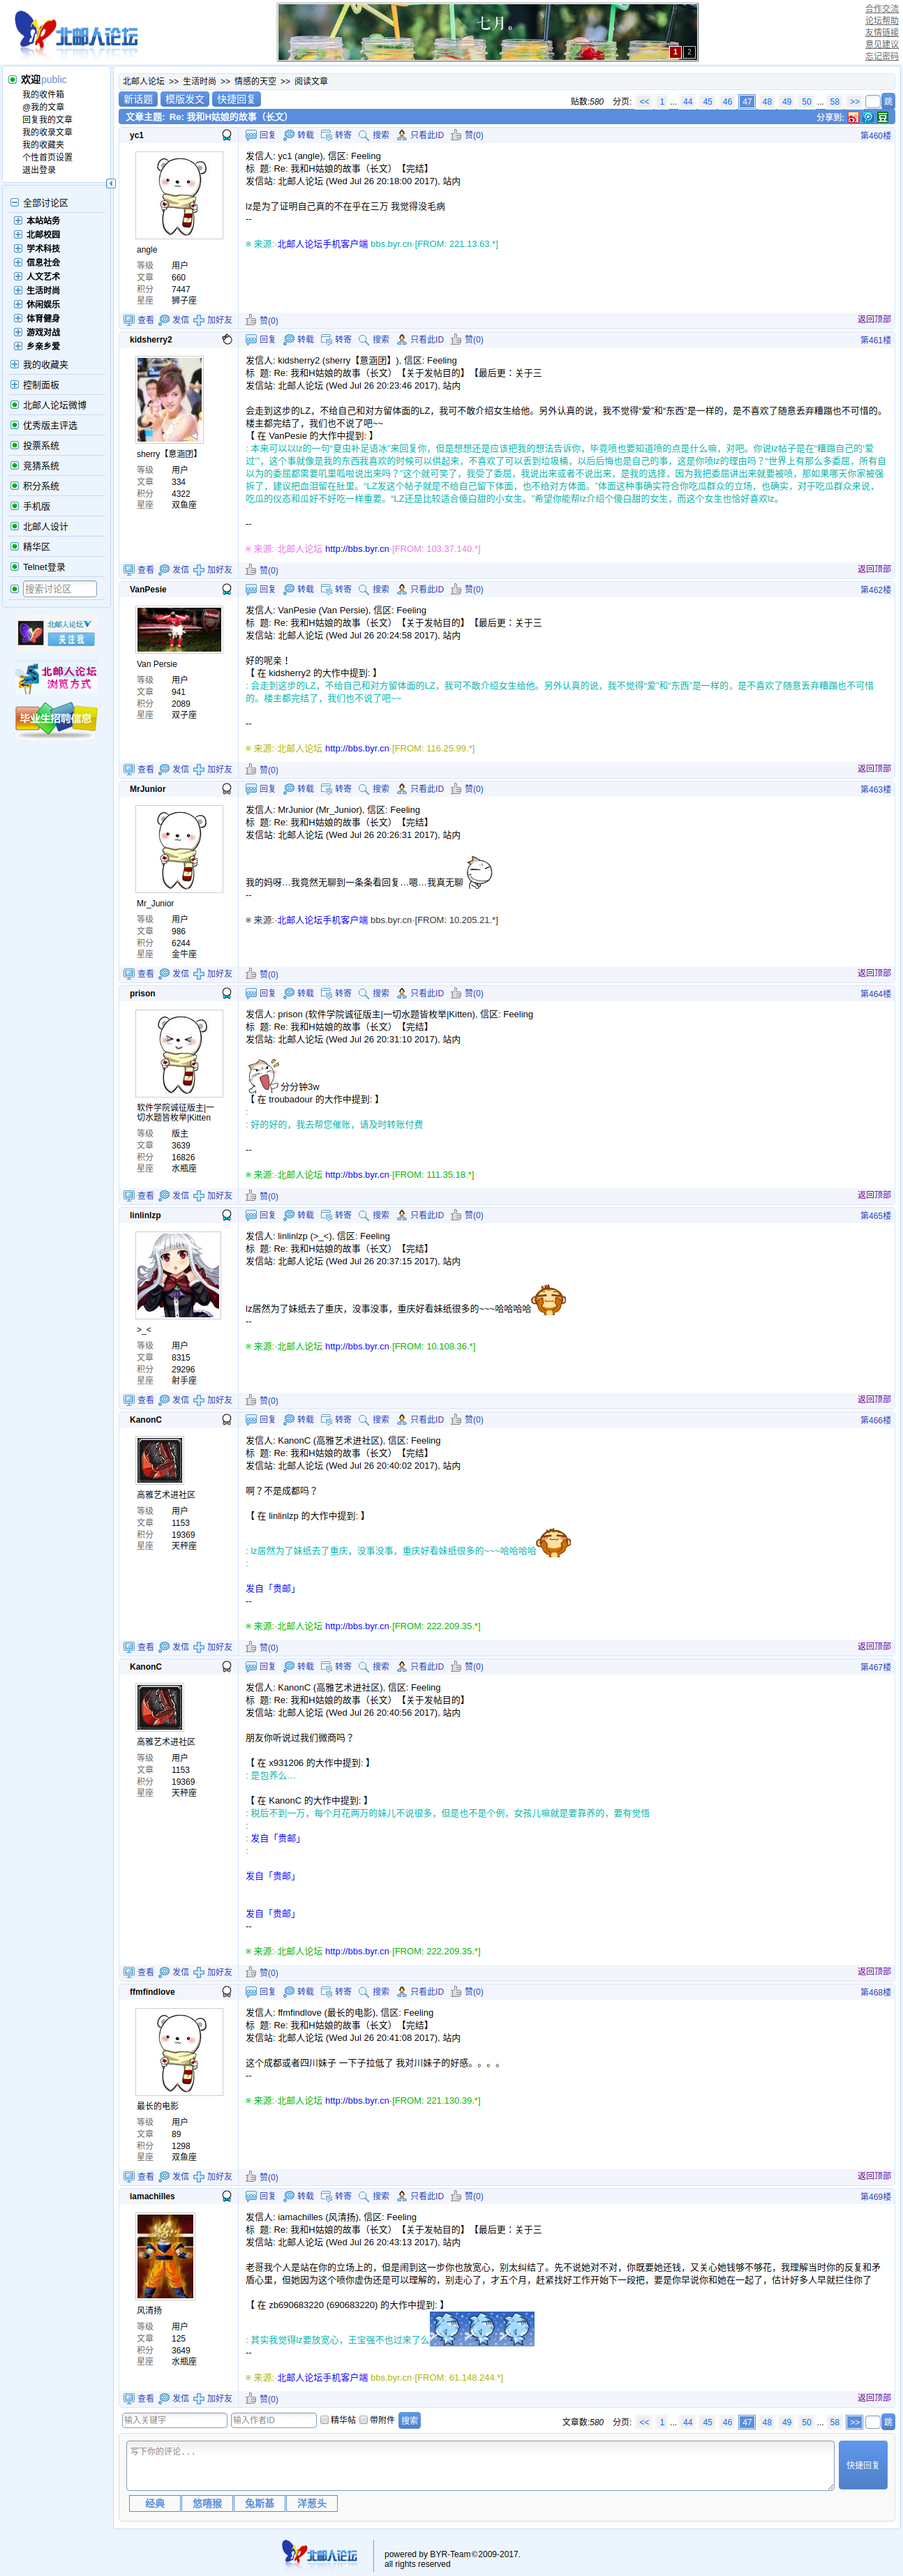 北邮人论坛
七月。
1 2
合作交流
论坛帮助
友情链接
意见建议
忘记密码
欢迎public
我的收件箱
@我的文章
回复我的文章
我的收录文章
我的收藏夹
个性首页设置
退出登录
全部讨论区
本站站务
北邮校园
学术科技
信息社会
人文艺术
生活时尚
休闲娱乐
体育健身
游戏对战
乡亲乡爱
我的收藏夹
控制面板
北邮人论坛微博
优秀版主评选
投票系统
竞猜系统
积分系统
手机版
北邮人设计
精华区
Telnet登录
搜索讨论区
北邮人论坛
关注我
北邮人论坛
浏览方式
毕业生招聘信息
北邮人论坛 >> 生活时尚 >> 情感的天空 >> 阅读文章
新话题 模版发文 快捷回复
贴数:580 分页: << 1 ... 44 45 46 47 48 49 50 ... 58 >> 跳
文章主题: Re: 我和H姑娘的故事（长文）
分享到: 豆
yc1
回复 转载 转寄 搜索 只看此ID 赞(0)
第460楼
angle
等级 用户
文章 660
积分 7447
星座 狮子座
发信人: yc1 (angle), 信区: Feeling
标 题: Re: 我和H姑娘的故事（长文）【完结】
发信站: 北邮人论坛 (Wed Jul 26 20:18:00 2017), 站内
lz是为了证明自己真的不在乎在三万 我觉得没毛病
--
※ 来源:·北邮人论坛手机客户端 bbs.byr.cn·[FROM: 221.13.63.*]
查看 发信 加好友 赞(0) 返回顶部
kidsherry2
回复 转载 转寄 搜索 只看此ID 赞(0)
第461楼
sherry【意涵团】
等级 用户
文章 334
积分 4322
星座 双鱼座
发信人: kidsherry2 (sherry【意涵团】), 信区: Feeling
标 题: Re: 我和H姑娘的故事（长文）【关于发帖目的】【最后更：关于三
发信站: 北邮人论坛 (Wed Jul 26 20:23:46 2017), 站内
会走到这步的LZ，不给自己和对方留体面的LZ，我可不敢介绍女生给他。另外认真的说，我不觉得“爱”和“东西”是一样的，是不喜欢了随意丢弃糟蹋也不可惜的。楼主都完结了，我们也不说了吧~~
【 在 VanPesie 的大作中提到: 】
: 本来可以以lz的一句“夏虫补足语冰”来回复你，但是想想还是应该把我的想法告诉你，毕竟喷也要知道喷的点是什么嘛，对吧。你说lz帖子是在“糟蹋自己的‘爱过’”，这个事就像是我的东西我喜欢的时候可以供起来，不喜欢了可以丢到垃圾桶，以后后悔也是自己的事，这是你喷lz的理由吗？“世界上有那么多委屈，所有自以为的委屈都需要叽里呱啦说出来吗？”这个就可笑了，我受了委屈，我说出来或者不说出来，是我的选择，因为我把委屈讲出来就要被喷，那如果哪天你家被强拆了，建议把血泪留在肚里。“LZ发这个帖子就是不给自己留下体面，也不给对方体面。”体面这种事确实符合你吃瓜群众的立场，也确实，对于吃瓜群众来说，吃瓜的仪态和瓜好不好吃一样重要。“LZ还是比较适合傻白甜的小女生。”希望你能帮lz介绍个傻白甜的女生，而这个女生也恰好喜欢lz。
--
※ 来源:·北邮人论坛 http://bbs.byr.cn·[FROM: 103.37.140.*]
查看 发信 加好友 赞(0) 返回顶部
VanPesie
回复 转载 转寄 搜索 只看此ID 赞(0)
第462楼
Van Persie
等级 用户
文章 941
积分 2089
星座 双子座
发信人: VanPesie (Van Persie), 信区: Feeling
标 题: Re: 我和H姑娘的故事（长文）【关于发帖目的】【最后更：关于三
发信站: 北邮人论坛 (Wed Jul 26 20:24:58 2017), 站内
好的呢亲！
【 在 kidsherry2 的大作中提到: 】
: 会走到这步的LZ，不给自己和对方留体面的LZ，我可不敢介绍女生给他。另外认真的说，我不觉得“爱”和“东西”是一样的，是不喜欢了随意丢弃糟蹋也不可惜的。楼主都完结了，我们也不说了吧~~
--
※ 来源:·北邮人论坛 http://bbs.byr.cn·[FROM: 116.25.99.*]
查看 发信 加好友 赞(0) 返回顶部
MrJunior
回复 转载 转寄 搜索 只看此ID 赞(0)
第463楼
Mr_Junior
等级 用户
文章 986
积分 6244
星座 金牛座
发信人: MrJunior (Mr_Junior), 信区: Feeling
标 题: Re: 我和H姑娘的故事（长文）【完结】
发信站: 北邮人论坛 (Wed Jul 26 20:26:31 2017), 站内
我的妈呀…我竟然无聊到一条条看回复…嗯…我真无聊
--
※ 来源:·北邮人论坛手机客户端 bbs.byr.cn·[FROM: 10.205.21.*]
查看 发信 加好友 赞(0) 返回顶部
prison
回复 转载 转寄 搜索 只看此ID 赞(0)
第464楼
软件学院诚征版主|一切水题皆枚举|Kitten
等级 版主
文章 3639
积分 16826
星座 水瓶座
发信人: prison (软件学院诚征版主|一切水题皆枚举|Kitten), 信区: Feeling
标 题: Re: 我和H姑娘的故事（长文）【完结】
发信站: 北邮人论坛 (Wed Jul 26 20:31:10 2017), 站内
分分钟3w
【 在 troubadour 的大作中提到: 】
:
: 好的好的，我去帮您催账，请及时转账付费
--
※ 来源:·北邮人论坛 http://bbs.byr.cn·[FROM: 111.35.18.*]
查看 发信 加好友 赞(0) 返回顶部
linlinlzp
回复 转载 转寄 搜索 只看此ID 赞(0)
第465楼
>_<
等级 用户
文章 8315
积分 29296
星座 射手座
发信人: linlinlzp (>_<), 信区: Feeling
标 题: Re: 我和H姑娘的故事（长文）【完结】
发信站: 北邮人论坛 (Wed Jul 26 20:37:15 2017), 站内
lz居然为了妹纸去了重庆，没事没事，重庆好看妹纸很多的~~~哈哈哈哈
--
※ 来源:·北邮人论坛 http://bbs.byr.cn·[FROM: 10.108.36.*]
查看 发信 加好友 赞(0) 返回顶部
KanonC
回复 转载 转寄 搜索 只看此ID 赞(0)
第466楼
高雅艺术进社区
等级 用户
文章 1153
积分 19369
星座 天秤座
发信人: KanonC (高雅艺术进社区), 信区: Feeling
标 题: Re: 我和H姑娘的故事（长文）【完结】
发信站: 北邮人论坛 (Wed Jul 26 20:40:02 2017), 站内
啊？不是成都吗？
【 在 linlinlzp 的大作中提到: 】
: lz居然为了妹纸去了重庆，没事没事，重庆好看妹纸很多的~~~哈哈哈哈
:
发自「贵邮」
--
※ 来源:·北邮人论坛 http://bbs.byr.cn·[FROM: 222.209.35.*]
查看 发信 加好友 赞(0) 返回顶部
KanonC
回复 转载 转寄 搜索 只看此ID 赞(0)
第467楼
高雅艺术进社区
等级 用户
文章 1153
积分 19369
星座 天秤座
发信人: KanonC (高雅艺术进社区), 信区: Feeling
标 题: Re: 我和H姑娘的故事（长文）【关于发帖目的】
发信站: 北邮人论坛 (Wed Jul 26 20:40:56 2017), 站内
朋友你听说过我们微商吗？
【 在 x931206 的大作中提到: 】
: 是包养么…
【 在 KanonC 的大作中提到: 】
: 税后不到一万，每个月花两万的妹儿不说很多，但是也不是个例，女孩儿嘛就是要靠养的，要有觉悟
:
: 发自「贵邮」
:
发自「贵邮」
发自「贵邮」
--
※ 来源:·北邮人论坛 http://bbs.byr.cn·[FROM: 222.209.35.*]
查看 发信 加好友 赞(0) 返回顶部
ffmfindlove
回复 转载 转寄 搜索 只看此ID 赞(0)
第468楼
最长的电影
等级 用户
文章 89
积分 1298
星座 双鱼座
发信人: ffmfindlove (最长的电影), 信区: Feeling
标 题: Re: 我和H姑娘的故事（长文）【完结】
发信站: 北邮人论坛 (Wed Jul 26 20:41:08 2017), 站内
这个成都或者四川妹子 一下子拉低了 我对川妹子的好感。。。。
--
※ 来源:·北邮人论坛 http://bbs.byr.cn·[FROM: 221.130.39.*]
查看 发信 加好友 赞(0) 返回顶部
iamachilles
回复 转载 转寄 搜索 只看此ID 赞(0)
第469楼
风清扬
等级 用户
文章 125
积分 3649
星座 水瓶座
发信人: iamachilles (风清扬), 信区: Feeling
标 题: Re: 我和H姑娘的故事（长文）【关于发帖目的】【最后更：关于三
发信站: 北邮人论坛 (Wed Jul 26 20:43:13 2017), 站内
老哥我个人是站在你的立场上的，但是闹到这一步你也放宽心，别太纠结了。先不说她对不对，你既要她还钱，又关心她钱够不够花，我理解当时你的反复和矛盾心里，但她因为这个喷你虚伪还是可以理解的，别走心了，才五个月，赶紧找好工作开始下一段把，要是你早说你和她在一起了，估计好多人早就拦住你了
【 在 zb690683220 (690683220) 的大作中提到: 】
: 其实我觉得lz要放宽心，王宝强不也过来了么
--
※ 来源:·北邮人论坛手机客户端 bbs.byr.cn·[FROM: 61.148.244.*]
查看 发信 加好友 赞(0) 返回顶部
输入关键字 输入作者ID 精华帖 带附件 搜索
文章数:580 分页: << 1 ... 44 45 46 47 48 49 50 ... 58 >> 跳
写下你的评论...
快捷回复
经典 悠嘻猴 兔斯基 洋葱头
北邮人论坛
powered by BYR-Team©2009-2017.
all rights reserved